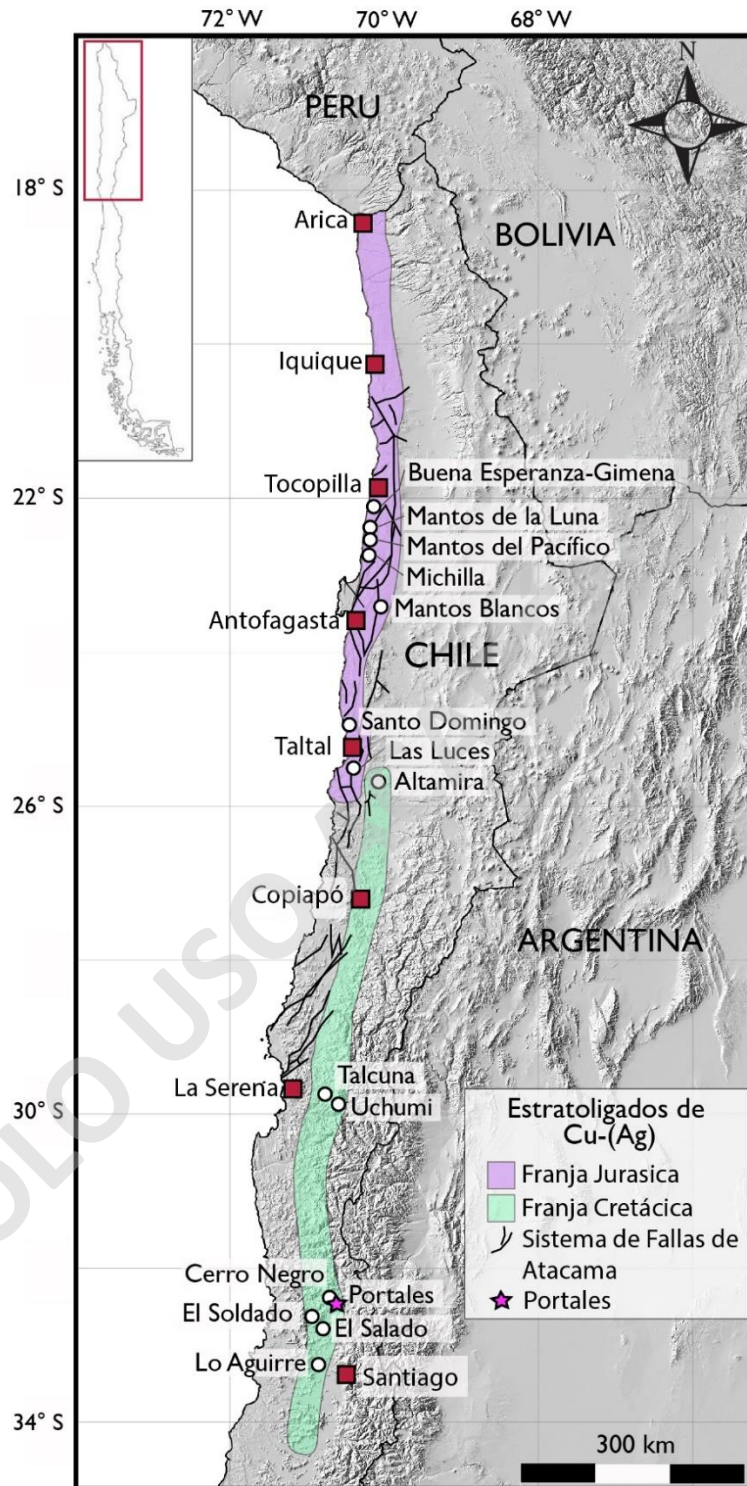 72° W 70° W 68° W
N
PERU
18° S
Arica
BOLIVIA
Iquique
Tocopilla
Buena Esperanza-Gimena
22° S
Mantos de la Luna
Mantos del Pacífico
Michilla
Mantos Blancos
Antofagasta
CHILE
Santo Domingo
Taltal
Las Luces
Altamira
26° S
Copiapó
ARGENTINA
La Serena
Talcuna
Uchumi
30° S
Estratoligados de
Cu-(Ag)
Franja Jurasica
Franja Cretácica
Sistema de Fallas de
Atacama
Portales
Cerro Negro
Portales
El Soldado
El Salado
Lo Aguirre
Santiago
34° S
300 km
SOLO USO A